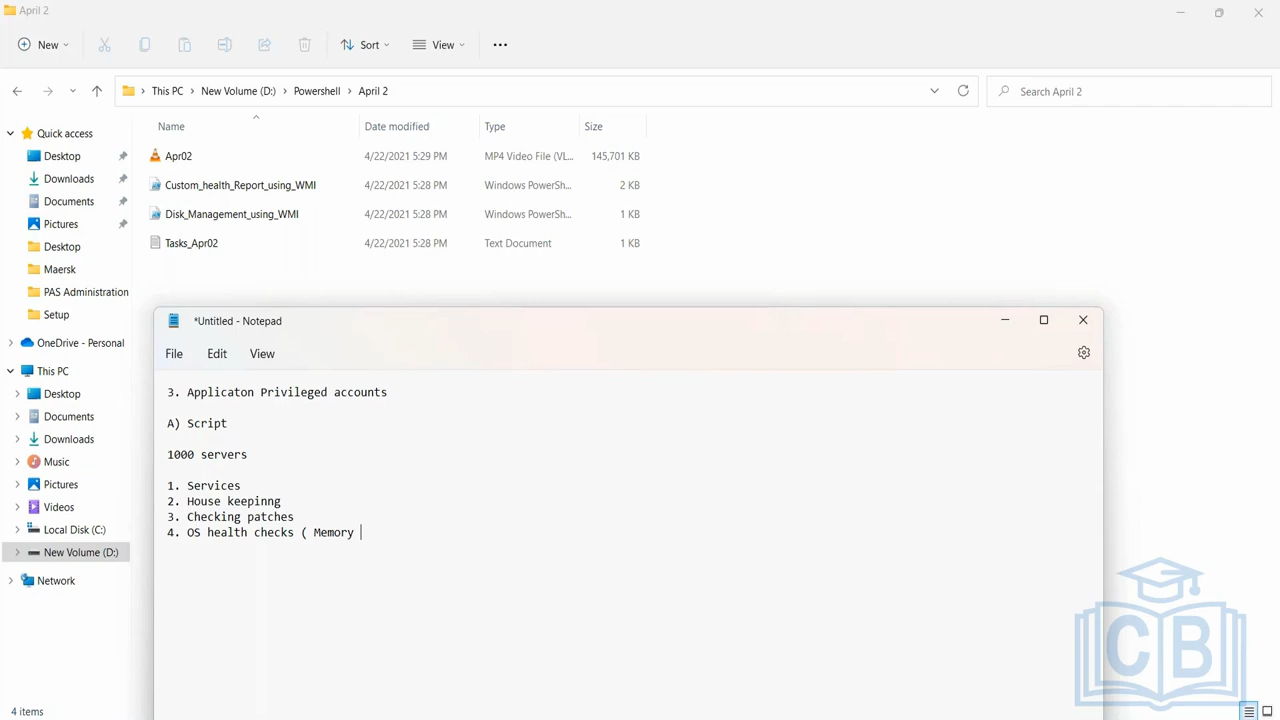 April 2
New
Sort
View
This PC
New Volume (D:)
Powershell
April 2
Search April 2
Name
Date modified
Type
Size
Apr02
4/22/2021 5:29 PM
MP4 Video File (VL...
145,701 KB
Custom_health_Report_using_WMI
4/22/2021 5:28 PM
Windows PowerSh...
2 KB
Disk_Management_using_WMI
4/22/2021 5:28 PM
Windows PowerSh...
1 KB
Tasks_Apr02
4/22/2021 5:28 PM
Text Document
1 KB
Quick access
Desktop
Downloads
Documents
Pictures
Desktop
Maersk
PAS Administration
Setup
OneDrive - Personal
This PC
Desktop
Documents
Downloads
Music
Pictures
Videos
Local Disk (C:)
New Volume (D:)
Network
4 items
*Untitled - Notepad
File
Edit
View
3. Applicaton Privileged accounts
A) Script
1000 servers
1. Services
2. House keepinng
3. Checking patches
4. OS health checks ( Memory
CB